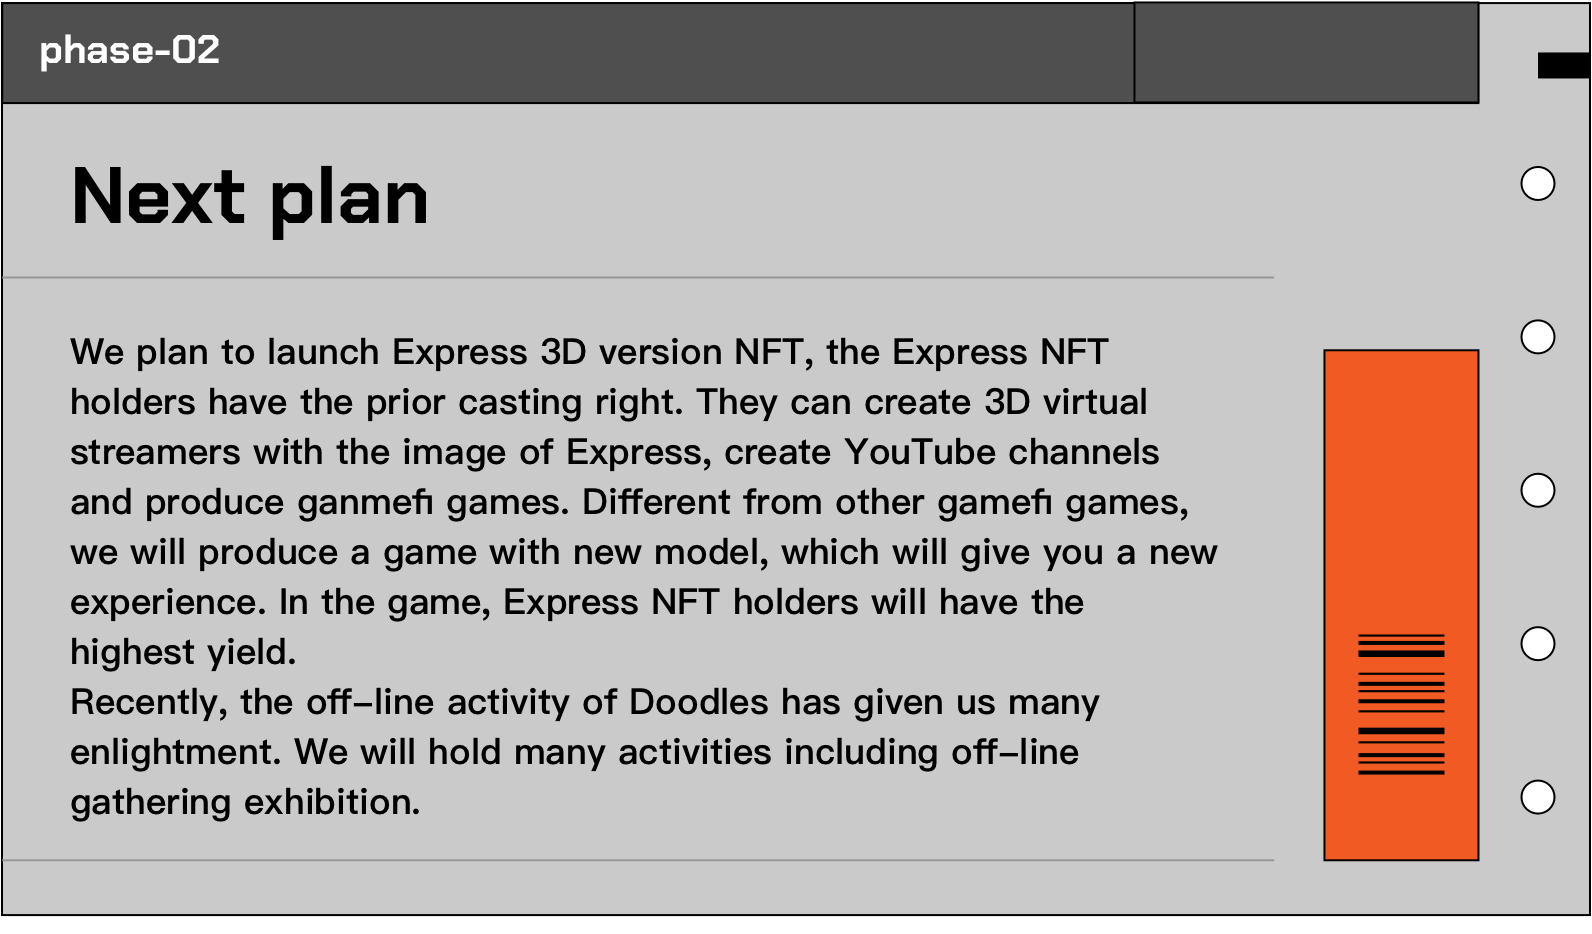 phase-02
Next plan
We plan to launch Express 3D version NFT, the Express NFT
holders have the prior casting right. They can create 3D virtual
streamers with the image of Express, create YouTube channels
and produce ganmefi games. Different from other gamefi games,
we will produce a game with new model, which will give you a new
experience. In the game, Express NFT holders will have the
highest yield.
Recently, the off-line activity of Doodles has given us many
enlightment. We will hold many activities including off-line
gathering exhibition.